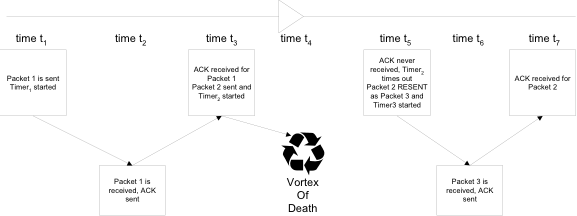 time t1
time t2
time t3
time t4
time t5
time t6
time t7
Packet 1 is sent
Timer1 started
ACK received for
Packet 1
Packet 2 sent and
Timer2 started
ACK never
received, Timer2
times out
Packet 2 RESENT
as Packet 3 and
Timer3 started
ACK received for
Packet 2
Packet 1 is
received, ACK
sent
Vortex
Of
Death
Packet 3 is
received, ACK
sent